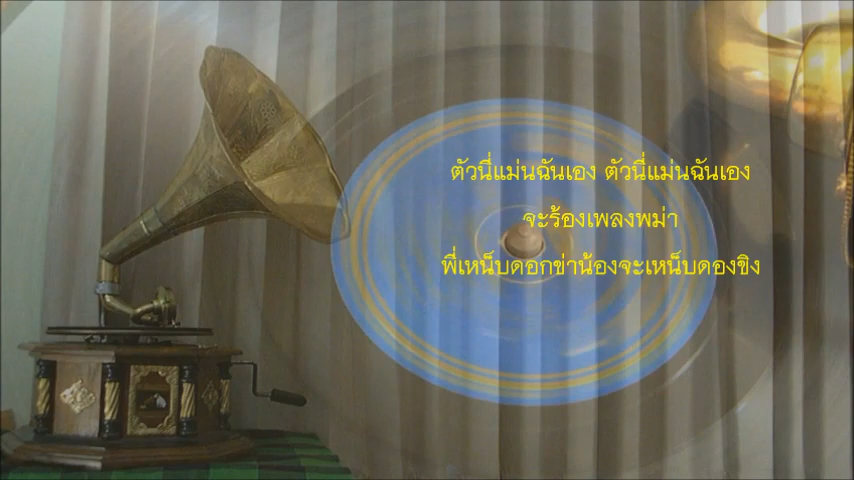 ตัวนี่แม่นฉันเอง ตัวนี่แม่นฉันเอง
จะร้องเพลงพม่า
พี่เหน็บดอกข่าน้องจะเหน็บดองขิง